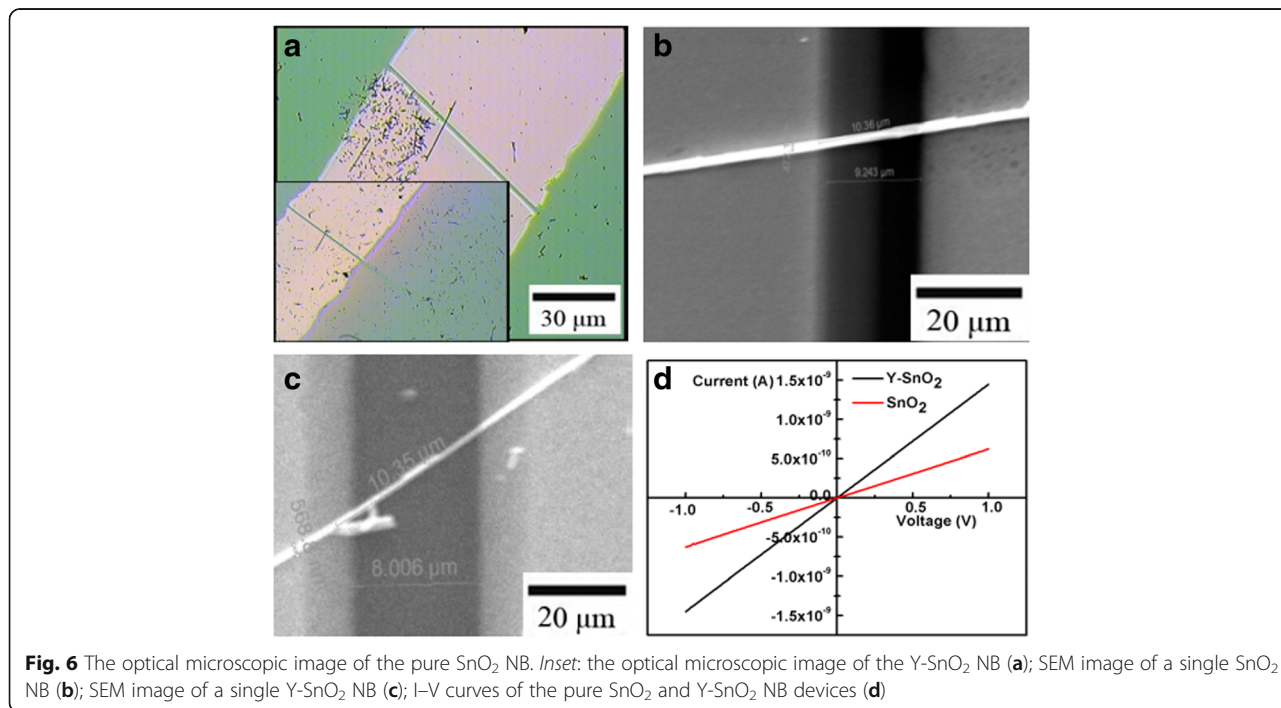 a
30 μm
b
10.36 μm
9.243 μm
20 μm
c
10.35 μm
8.006 μm
20 μm
d
Current (A)
1.5x10⁻⁹
1.0x10⁻⁹
5.0x10⁻¹⁰
0.0
-5.0x10⁻¹⁰
-1.0x10⁻⁹
-1.5x10⁻⁹
Y-SnO₂
SnO₂
-1.0 -0.5 0.5 1.0
Voltage (V)
Fig. 6 The optical microscopic image of the pure SnO₂ NB. Inset: the optical microscopic image of the Y-SnO₂ NB (a); SEM image of a single SnO₂
NB (b); SEM image of a single Y-SnO₂ NB (c); I–V curves of the pure SnO₂ and Y-SnO₂ NB devices (d)